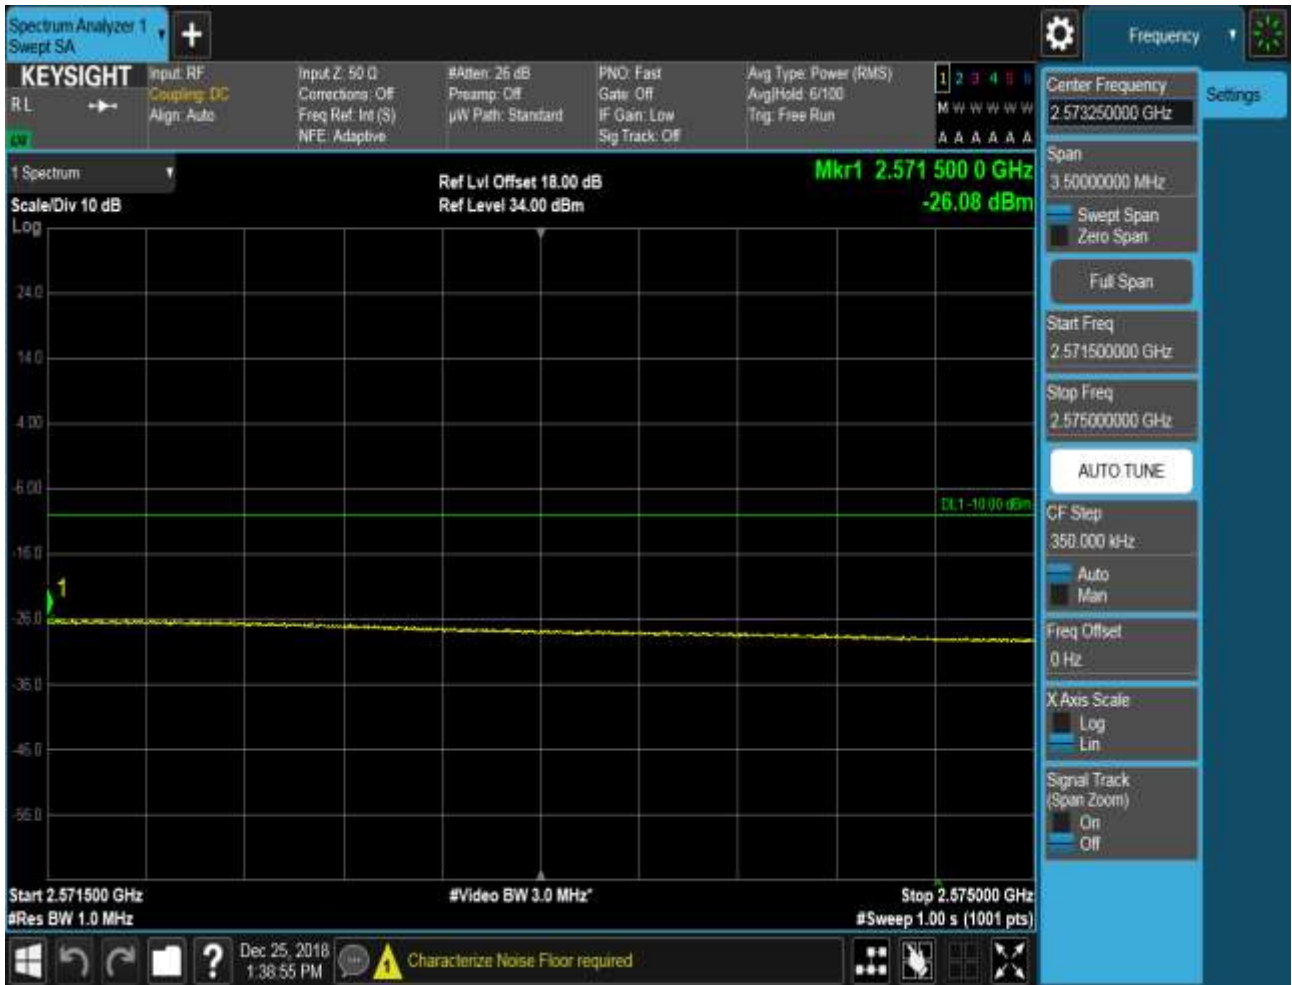 Spectrum Analyzer 1
Swept SA
Frequency
KEYSIGHT
R L
Input: RF
Coupling: DC
Align: Auto
Input Z: 50 Ω
Corrections: Off
Freq Ref: Int (S)
NFE: Adaptive
#Atten: 26 dB
Preamp: Off
µW Path: Standard
PNO: Fast
Gate: Off
IF Gain: Low
Sig Track: Off
Avg Type: Power (RMS)
Avg|Hold: 6/100
Trig: Free Run
1 2 3 4 5 6
M W W W W W
A A A A A A
1 Spectrum
Scale/Div 10 dB
Log
Ref Lvl Offset 18.00 dB
Ref Level 34.00 dBm
Mkr1 2.571 500 0 GHz
-26.08 dBm
24.0
14.0
4.00
-6.00
-16.0
-26.0
-36.0
-46.0
-56.0
DL1 -10.00 dBm
1
Start 2.571500 GHz
#Res BW 1.0 MHz
#Video BW 3.0 MHz*
Stop 2.575000 GHz
#Sweep 1.00 s (1001 pts)
Center Frequency
2.573250000 GHz
Settings
Span
3.50000000 MHz
Swept Span
Zero Span
Full Span
Start Freq
2.571500000 GHz
Stop Freq
2.575000000 GHz
AUTO TUNE
CF Step
350.000 kHz
Auto
Man
Freq Offset
0 Hz
X Axis Scale
Log
Lin
Signal Track
(Span Zoom)
On
Off
?
Dec 25, 2018
1:38:55 PM
1
Characterize Noise Floor required